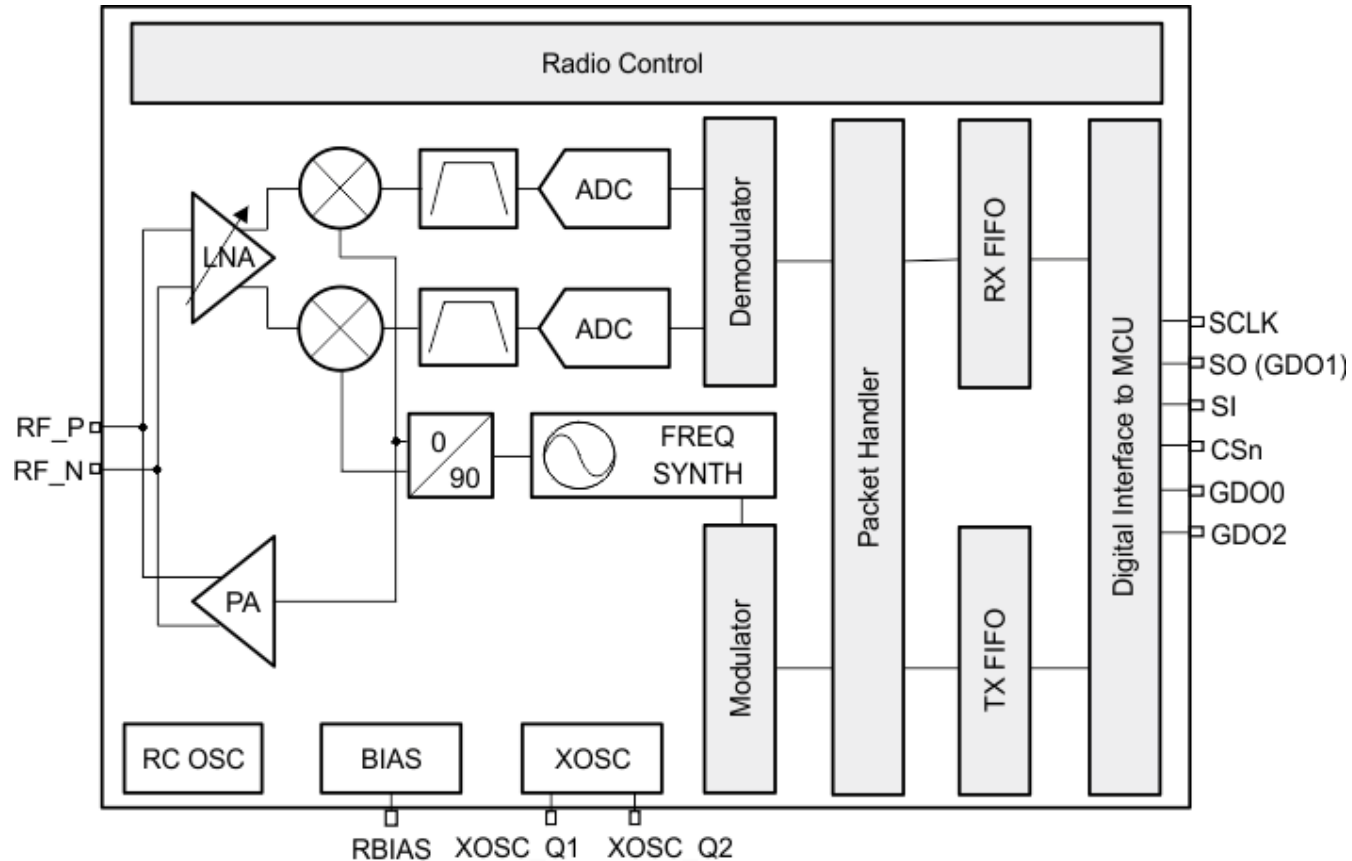 Radio Control
LNA
ADC
ADC
Demodulator
Packet Handler
RX FIFO
Digital Interface to MCU
SCLK
SO (GDO1)
SI
CSn
GDO0
GDO2
RF_P
RF_N
0
90
FREQ
SYNTH
PA
Modulator
TX FIFO
RC OSC
BIAS
XOSC
RBIAS
XOSC_Q1
XOSC_Q2